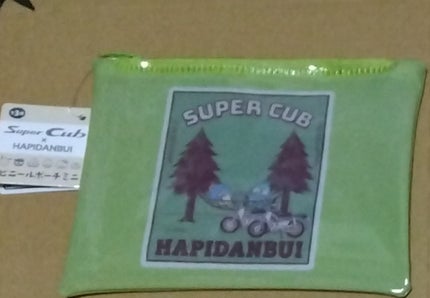 Super Cub
×
HAPIDANBUI
ビニールポーチミニ
SUPER CUB
HAPIDANBUI